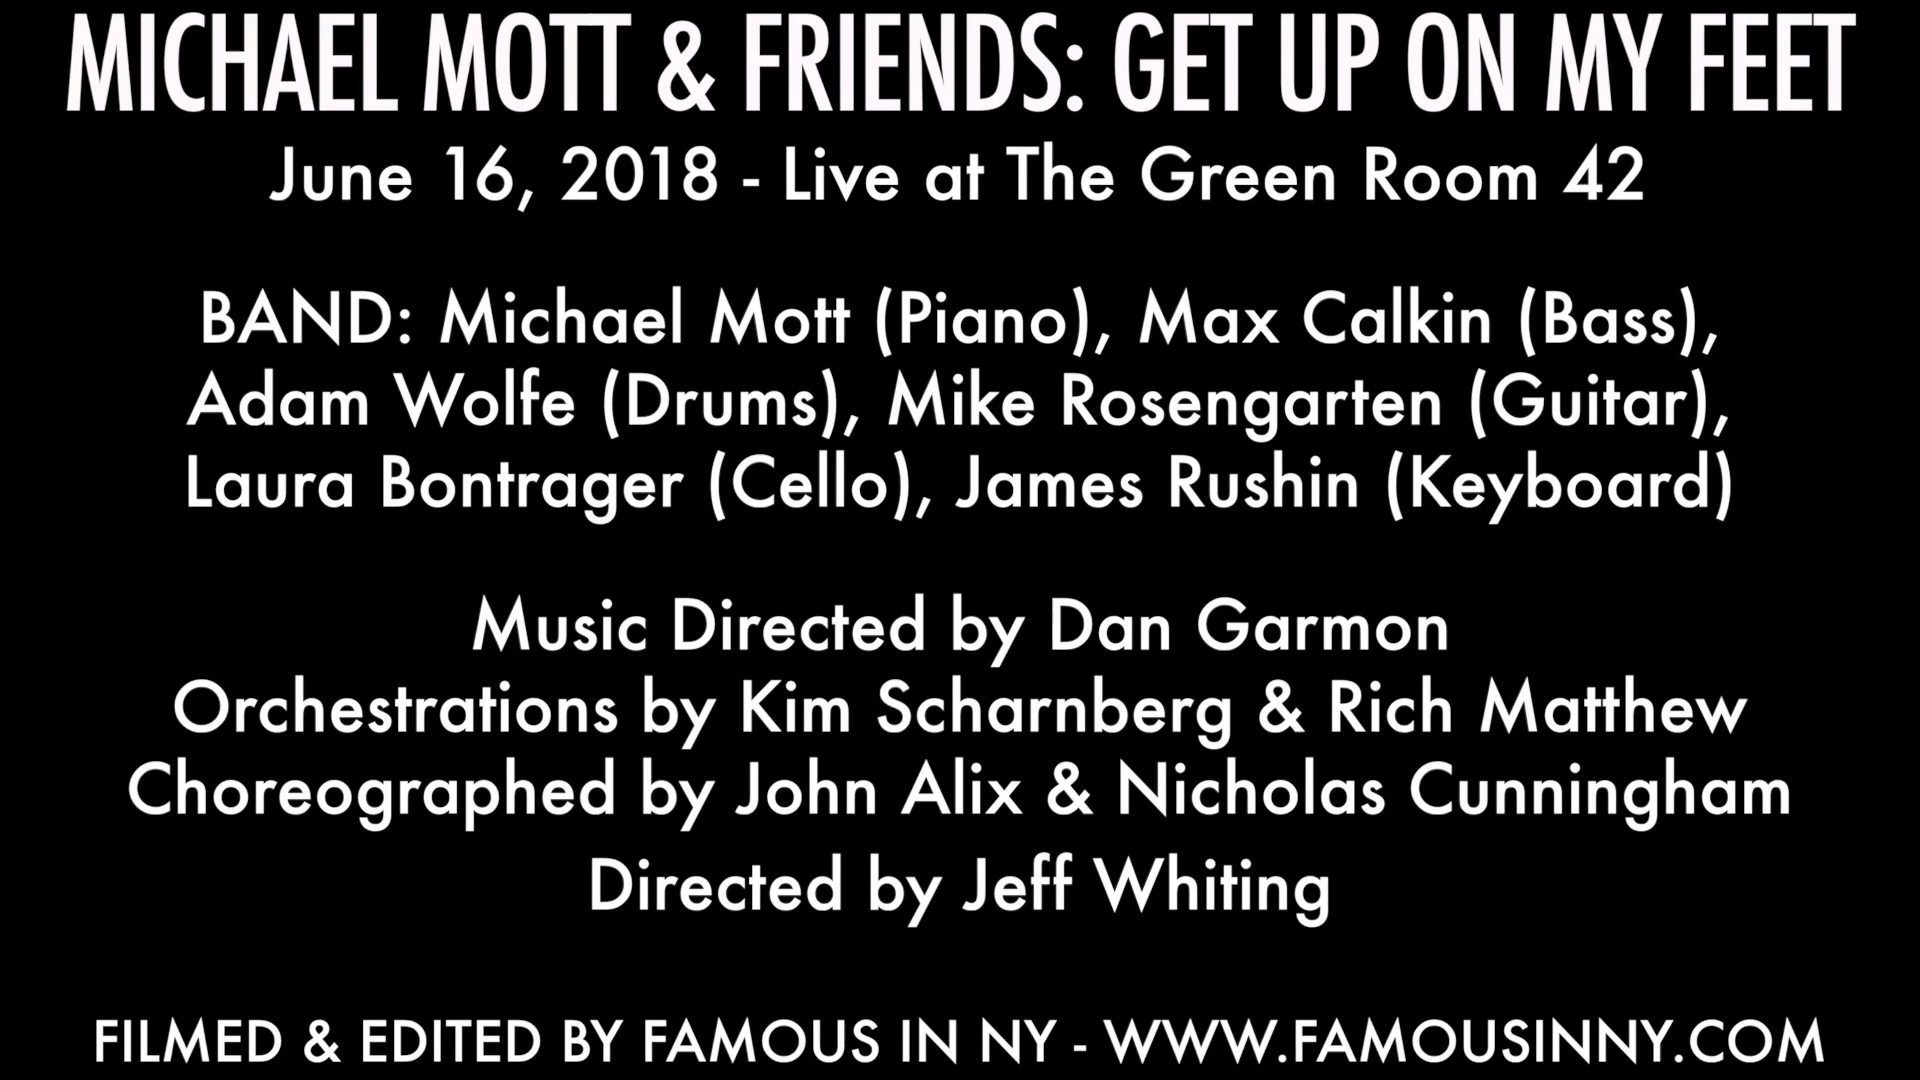 MICHAEL MOTT & FRIENDS: GET UP ON MY FEET
June 16, 2018 - Live at The Green Room 42
BAND: Michael Mott (Piano), Max Calkin (Bass),
Adam Wolfe (Drums), Mike Rosengarten (Guitar),
Laura Bontrager (Cello), James Rushin (Keyboard)
Music Directed by Dan Garmon
Orchestrations by Kim Scharnberg & Rich Matthew
Choreographed by John Alix & Nicholas Cunningham
Directed by Jeff Whiting
FILMED & EDITED BY FAMOUS IN NY - WWW.FAMOUSINNY.COM